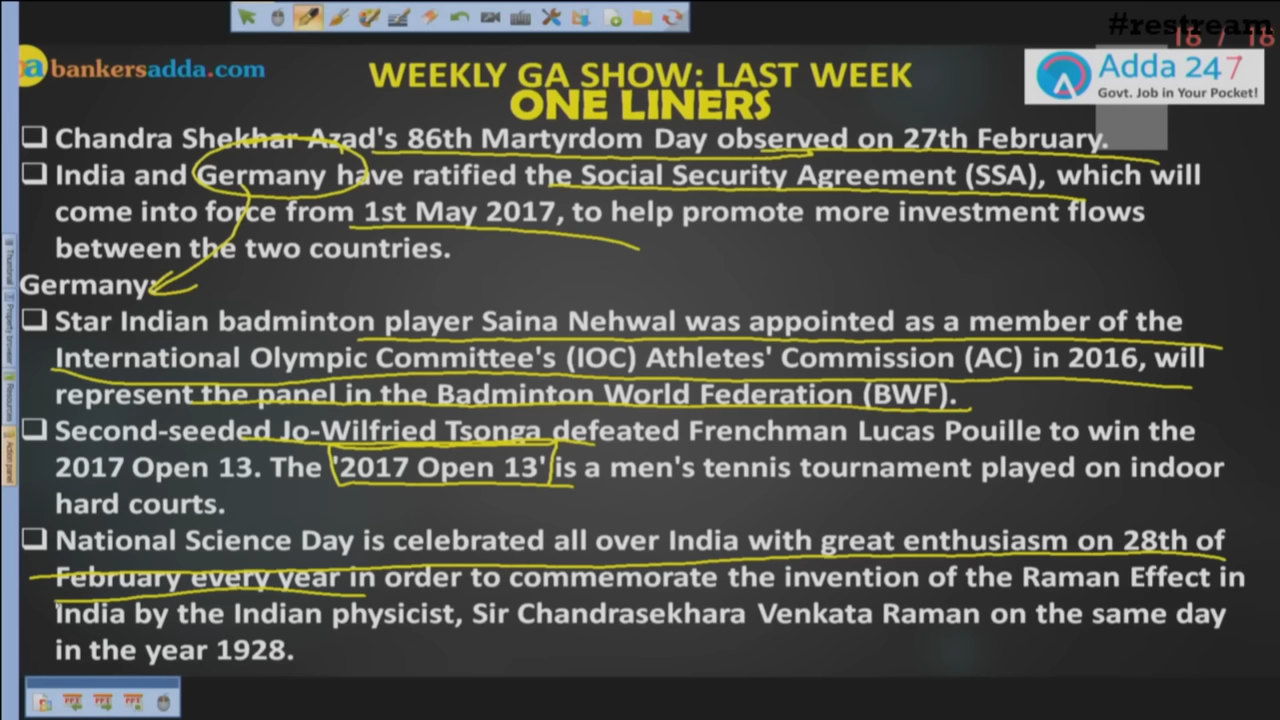 #restream
16 / 16
bankersadda.com
WEEKLY GA SHOW: LAST WEEK
ONE LINERS
Adda 247
Govt. Job in Your Pocket!
Chandra Shekhar Azad's 86th Martyrdom Day observed on 27th February.
India and Germany have ratified the Social Security Agreement (SSA), which will
come into force from 1st May 2017, to help promote more investment flows
between the two countries.
Germany:
Star Indian badminton player Saina Nehwal was appointed as a member of the
International Olympic Committee's (IOC) Athletes' Commission (AC) in 2016, will
represent the panel in the Badminton World Federation (BWF).
Second-seeded Jo-Wilfried Tsonga defeated Frenchman Lucas Pouille to win the
2017 Open 13. The '2017 Open 13' is a men's tennis tournament played on indoor
hard courts.
National Science Day is celebrated all over India with great enthusiasm on 28th of
February every year in order to commemorate the invention of the Raman Effect in
India by the Indian physicist, Sir Chandrasekhara Venkata Raman on the same day
in the year 1928.
Thumbnail
Property browser
Resources
Action panel